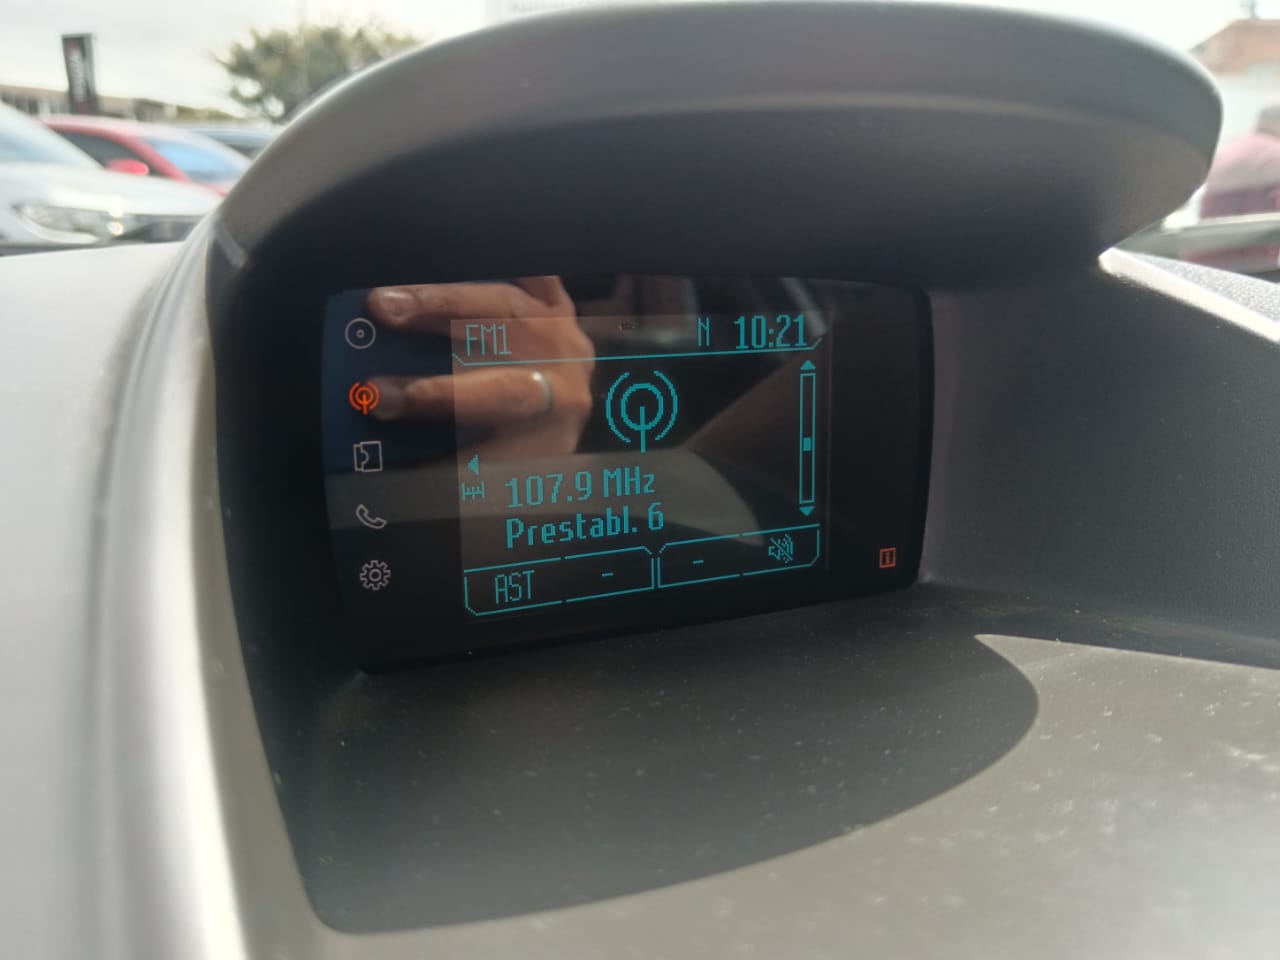 FM1 N 10:21
107.9 MHz
Prestabl. 6
AST - -